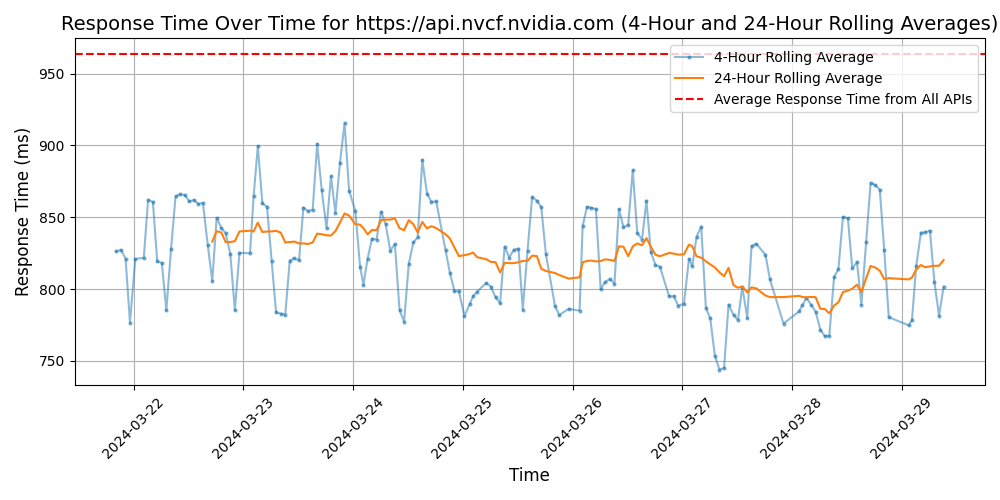 Response Time Over Time for https://api.nvcf.nvidia.com (4-Hour and 24-Hour Rolling Averages)
4-Hour Rolling Average
24-Hour Rolling Average
Average Response Time from All APIs
Response Time (ms)
950
900
850
800
750
2024-03-22
2024-03-23
2024-03-24
2024-03-25
2024-03-26
2024-03-27
2024-03-28
2024-03-29
Time